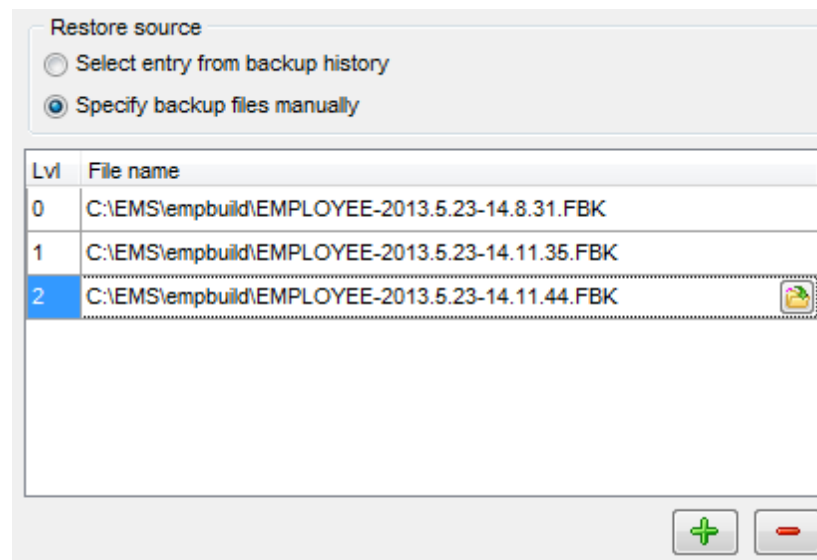 Restore source
Select entry from backup history
Specify backup files manually
Lvl File name
0 C:\EMS\empbuild\EMPLOYEE-2013.5.23-14.8.31.FBK
1 C:\EMS\empbuild\EMPLOYEE-2013.5.23-14.11.35.FBK
2 C:\EMS\empbuild\EMPLOYEE-2013.5.23-14.11.44.FBK